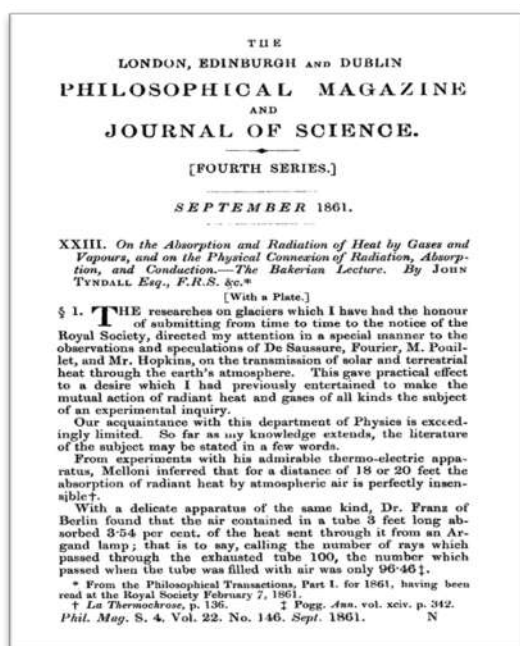 THE
LONDON, EDINBURGH AND DUBLIN
PHILOSOPHICAL MAGAZINE
AND
JOURNAL OF SCIENCE.
[FOURTH SERIES.]
SEPTEMBER 1861.
XXIII. On the Absorption and Radiation of Heat by Gases and
Vapours, and on the Physical Connexion of Radiation, Absorp-
tion, and Conduction.—The Bakerian Lecture. By JOHN
TYNDALL Esq., F.R.S. &c.*
[With a Plate.]
§ 1. THE researches on glaciers which I have had the honour
of submitting from time to time to the notice of the
Royal Society, directed my attention in a special manner to the
observations and speculations of De Saussure, Fourier, M. Pouil-
let, and Mr. Hopkins, on the transmission of solar and terrestrial
heat through the earth's atmosphere. This gave practical effect
to a desire which I had previously entertained to make the
mutual action of radiant heat and gases of all kinds the subject
of an experimental inquiry.
Our acquaintance with this department of Physics is exceed-
ingly limited. So far as my knowledge extends, the literature
of the subject may be stated in a few words.
From experiments with his admirable thermo-electric appa-
ratus, Melloni inferred that for a distance of 18 or 20 feet the
absorption of radiant heat by atmospheric air is perfectly insen-
sible†.
With a delicate apparatus of the same kind, Dr. Franz of
Berlin found that the air contained in a tube 3 feet long ab-
sorbed 3·54 per cent. of the heat sent through it from an Ar-
gand lamp; that is to say, calling the number of rays which
passed through the exhausted tube 100, the number which
passed when the tube was filled with air was only 96·46‡.
* From the Philosophical Transactions, Part I. for 1861, having been
read at the Royal Society February 7, 1861.
† La Thermochrose, p. 136. ‡ Pogg. Ann. vol. xciv. p. 342.
Phil. Mag. S. 4. Vol. 22. No. 146. Sept. 1861. N